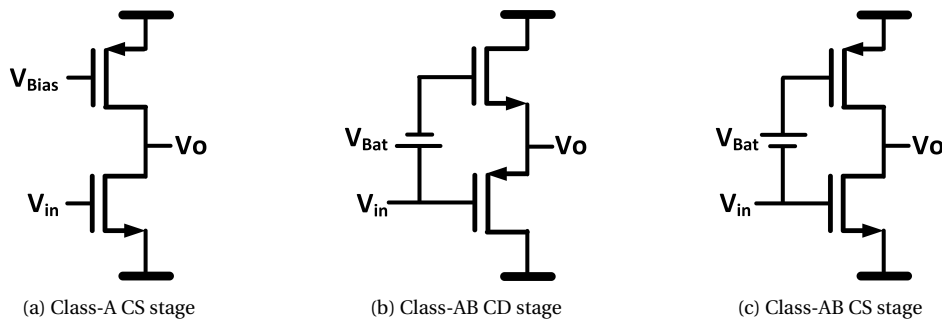 V_Bias
Vo
V_in
(a) Class-A CS stage
V_Bat
Vo
V_in
(b) Class-AB CD stage
V_Bat
Vo
V_in
(c) Class-AB CS stage